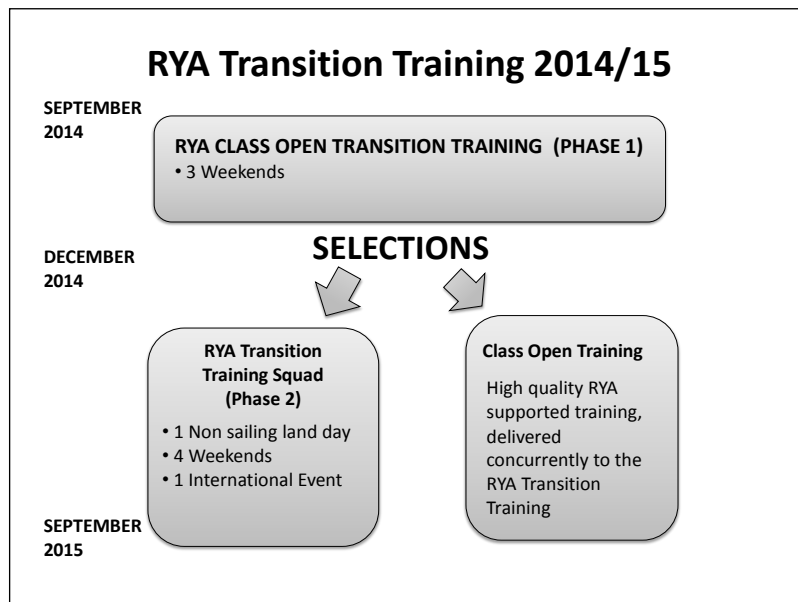 RYA Transition Training 2014/15
SEPTEMBER
2014
RYA CLASS OPEN TRANSITION TRAINING (PHASE 1)
• 3 Weekends
SELECTIONS
DECEMBER
2014
RYA Transition
Training Squad
(Phase 2)
• 1 Non sailing land day
• 4 Weekends
• 1 International Event
Class Open Training
High quality RYA
supported training,
delivered
concurrently to the
RYA Transition
Training
SEPTEMBER
2015